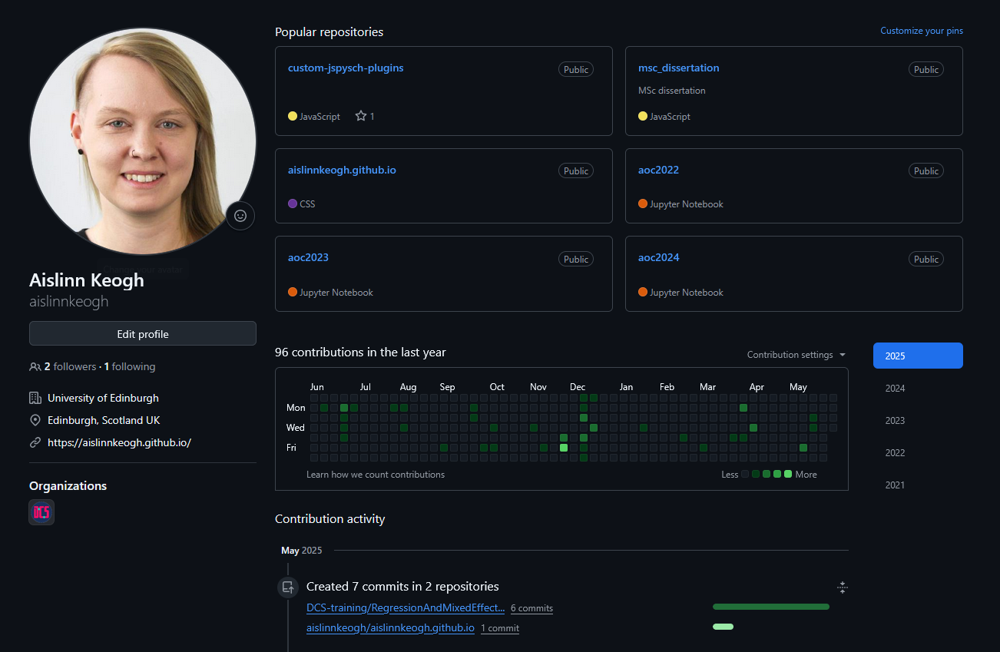 Popular repositories
Customize your pins
custom-jspysch-plugins
Public
JavaScript
1
msc_dissertation
Public
MSc dissertation
JavaScript
aislinnkeogh.github.io
Public
CSS
aoc2022
Public
Jupyter Notebook
aoc2023
Public
Jupyter Notebook
aoc2024
Public
Jupyter Notebook
Change your avatar
Aislinn Keogh
aislinnkeogh
Edit profile
2 followers · 1 following
University of Edinburgh
Edinburgh, Scotland UK
https://aislinnkeogh.github.io/
Organizations
DCS
96 contributions in the last year
Contribution settings
2025
2024
2023
2022
2021
Jun Jul Aug Sep Oct Nov Dec Jan Feb Mar Apr May
Mon
Wed
Fri
Learn how we count contributions
Less More
Contribution activity
May 2025
Created 7 commits in 2 repositories
DCS-training/RegressionAndMixedEffect... 6 commits
aislinnkeogh/aislinnkeogh.github.io 1 commit